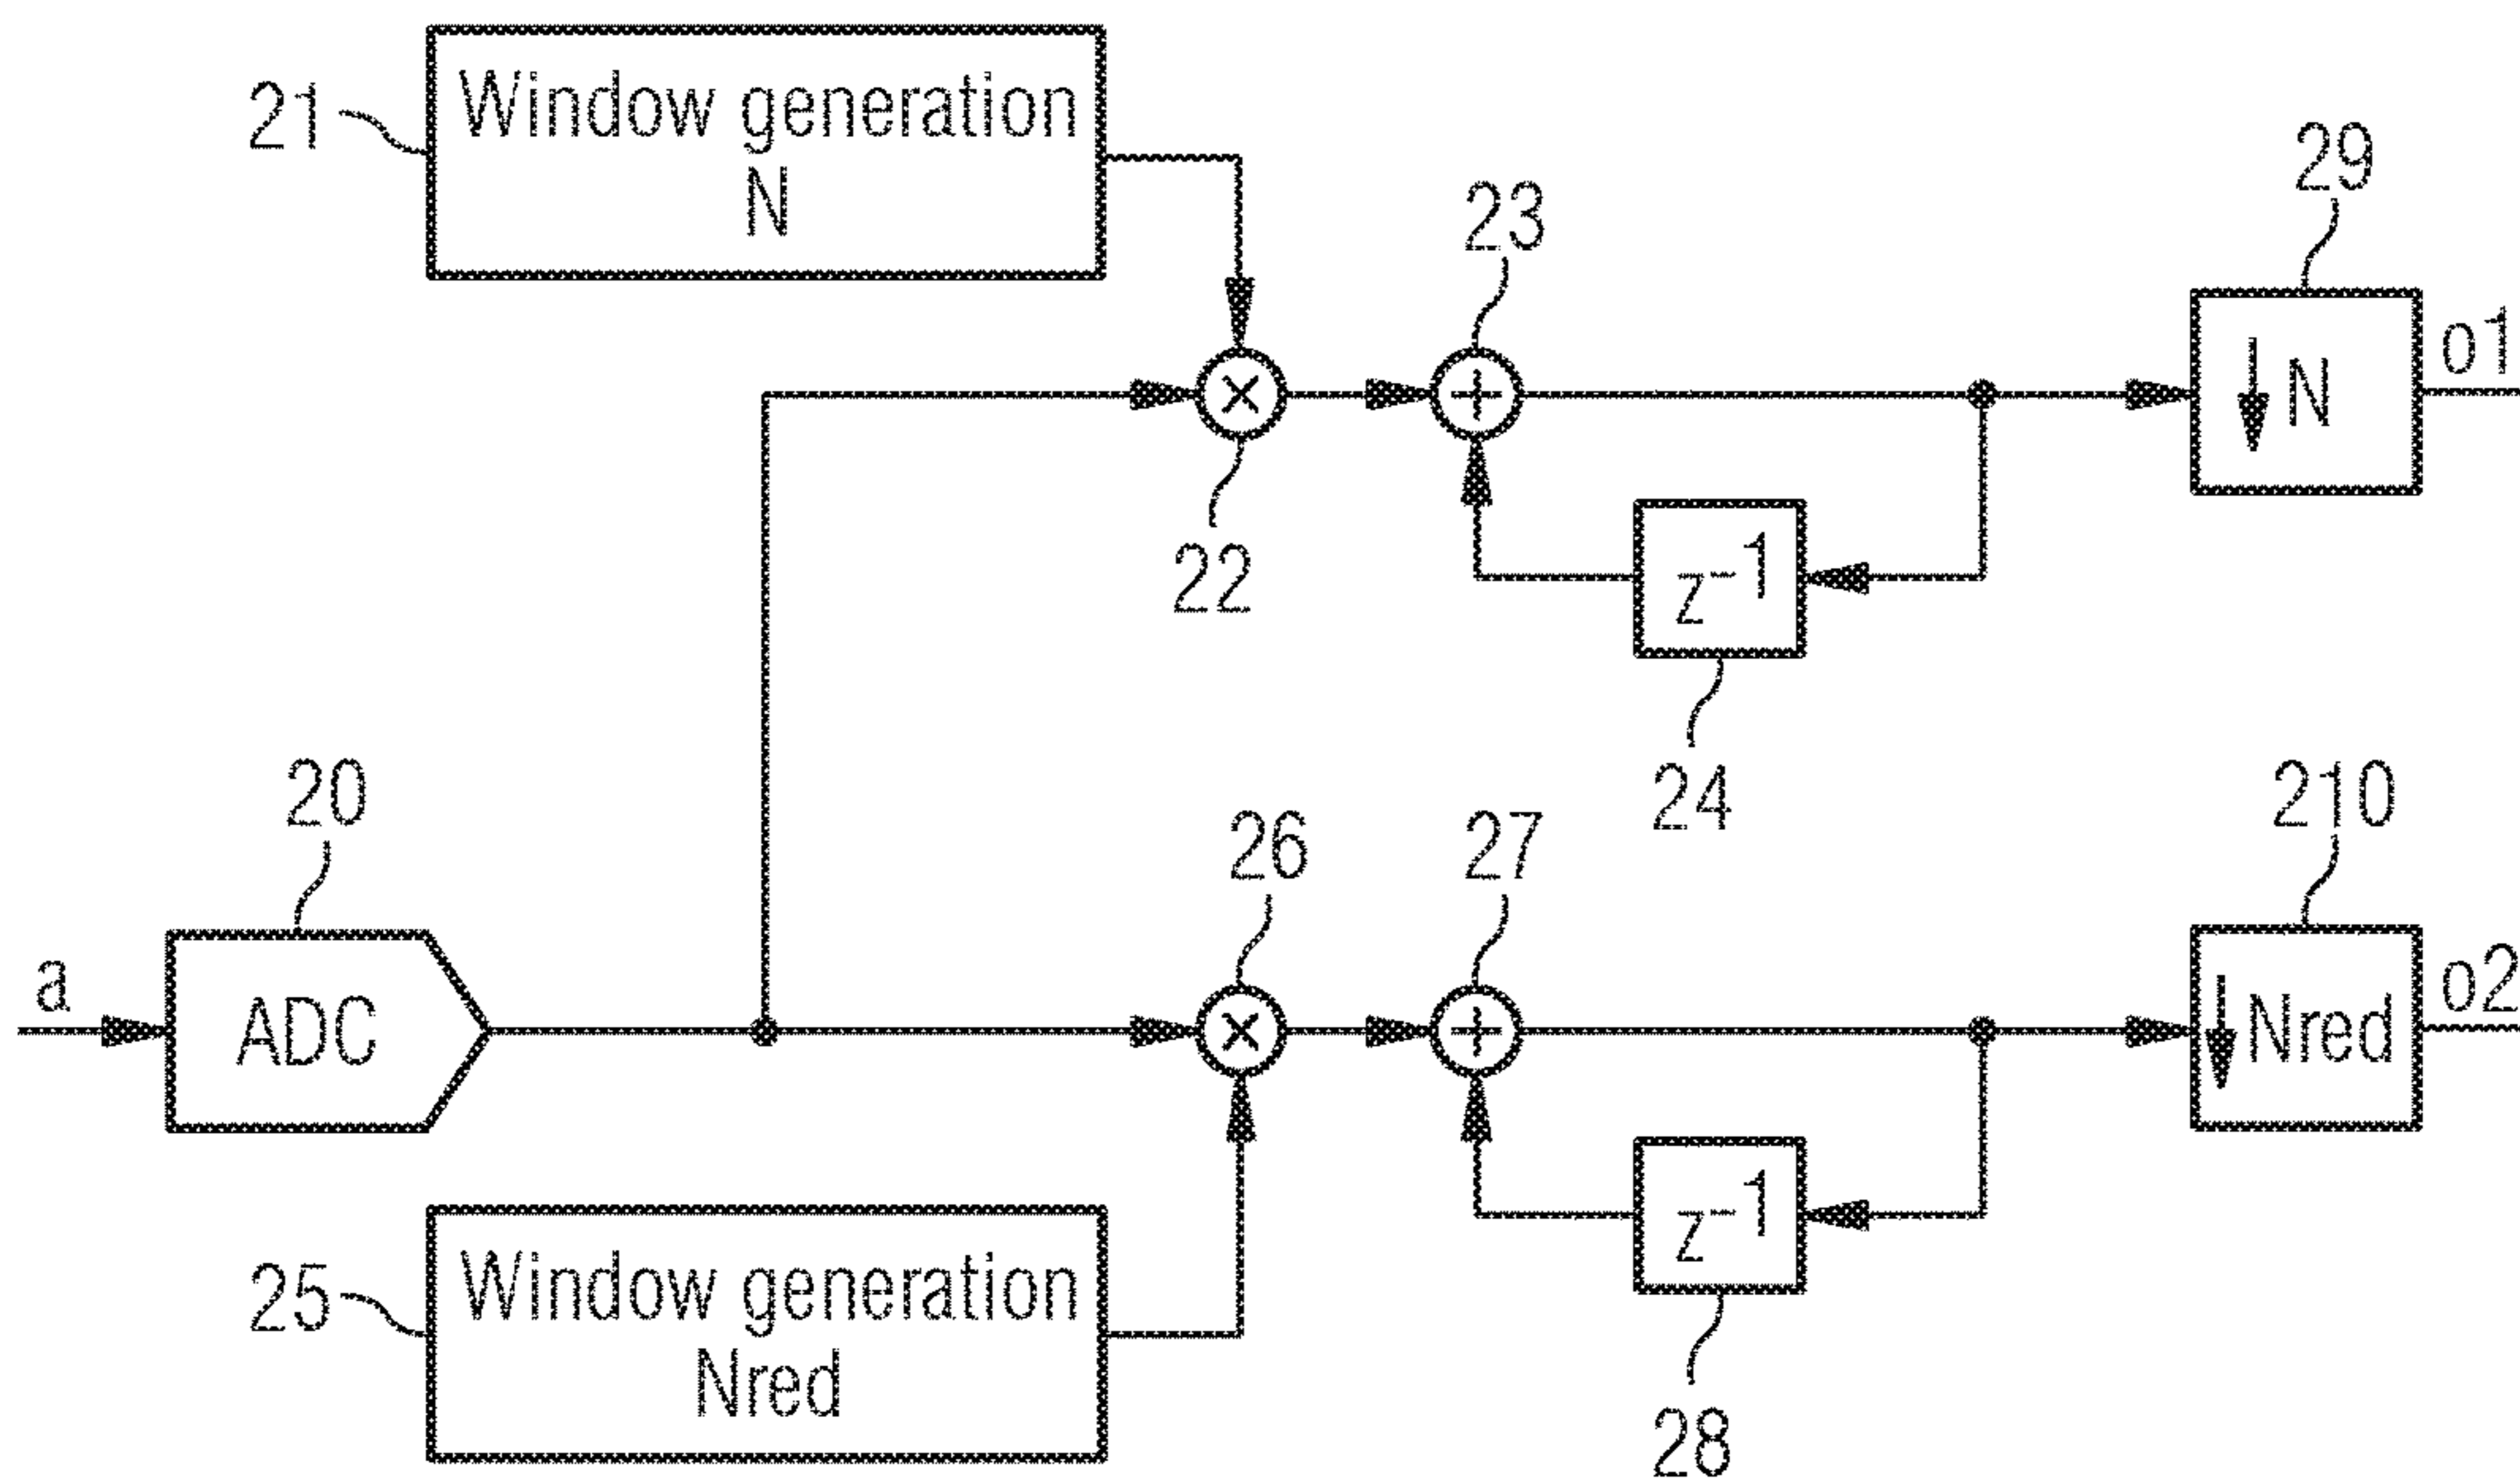 21
Window generation
N
29
23
o1
↓ N
×
+
22
z⁻¹
24
20
26
27
210
a
ADC
×
+
o2
↓ Nred
25
Window generation
Nred
z⁻¹
28